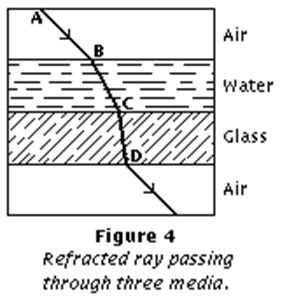 A
Air
B
Water
C
Glass
D
Air
Figure 4
Refracted ray passing
through three media.